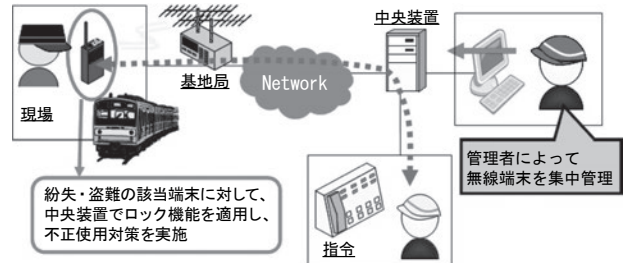 中央装置
基地局
Network
現場
管理者によって
無線端末を集中管理
紛失・盗難の該当端末に対して、
中央装置でロック機能を適用し、
不正使用対策を実施
指令